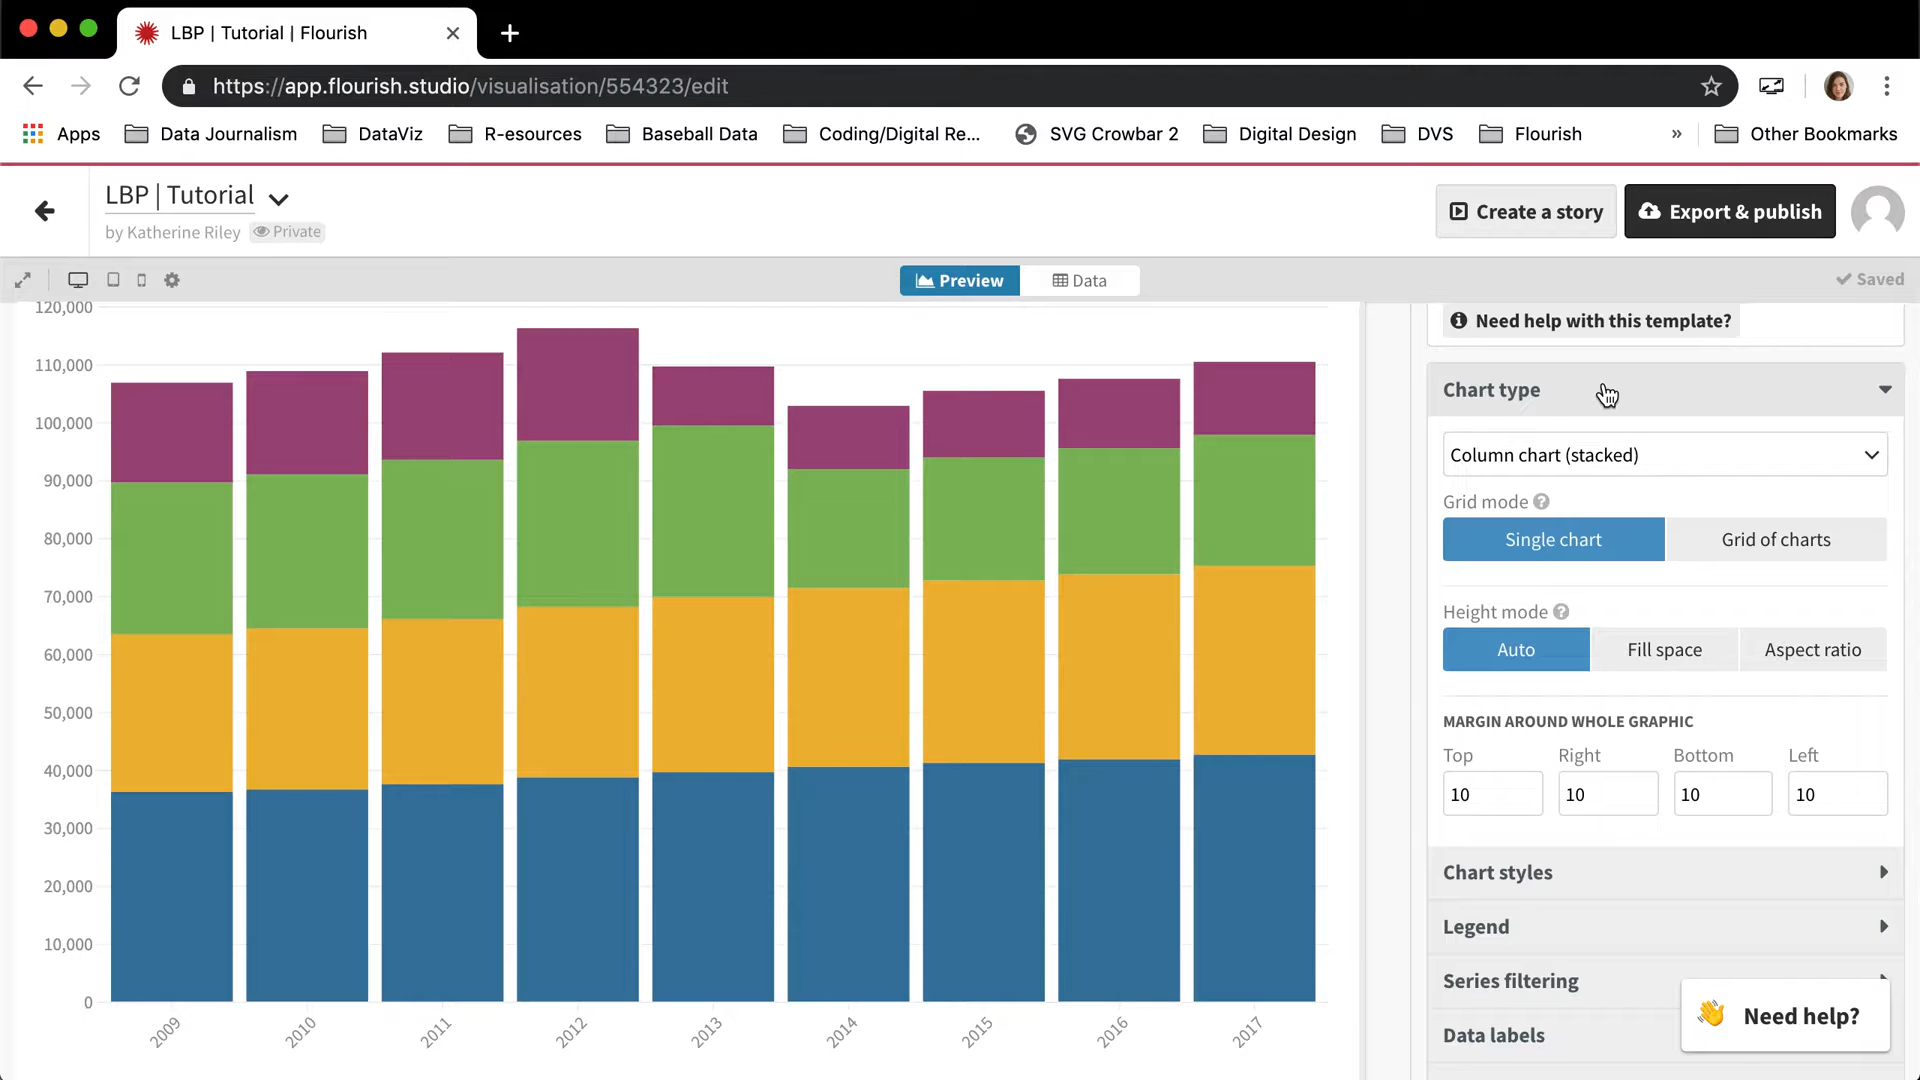 LBP | Tutorial | Flourish
https://app.flourish.studio/visualisation/554323/edit
Apps Data Journalism DataViz R-esources Baseball Data Coding/Digital Re... SVG Crowbar 2 Digital Design DVS Flourish » Other Bookmarks
LBP | Tutorial
by Katherine Riley Private
Create a story
Export & publish
Preview Data
Saved
120,000
110,000
100,000
90,000
80,000
70,000
60,000
50,000
40,000
30,000
20,000
10,000
0
2009 2010 2011 2012 2013 2014 2015 2016 2017
Need help with this template?
Chart type
Column chart (stacked)
Grid mode ?
Single chart Grid of charts
Height mode ?
Auto Fill space Aspect ratio
MARGIN AROUND WHOLE GRAPHIC
Top Right Bottom Left
10 10 10 10
Chart styles
Legend
Series filtering
Data labels
Need help?